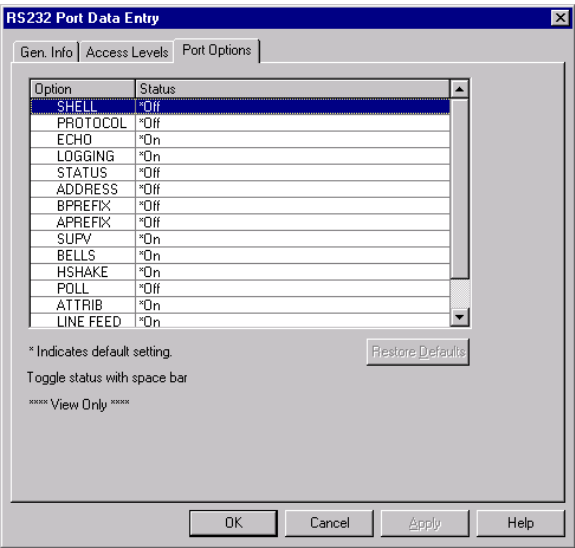 RS232 Port Data Entry
Gen. Info Access Levels Port Options
Option Status
SHELL *Off
PROTOCOL *Off
ECHO *On
LOGGING *On
STATUS *Off
ADDRESS *Off
BPREFIX *Off
APREFIX *Off
SUPV *On
BELLS *On
HSHAKE *On
POLL *Off
ATTRIB *On
LINE FEED *On
* Indicates default setting.
Restore Defaults
Toggle status with space bar
**** View Only ****
OK Cancel Apply Help